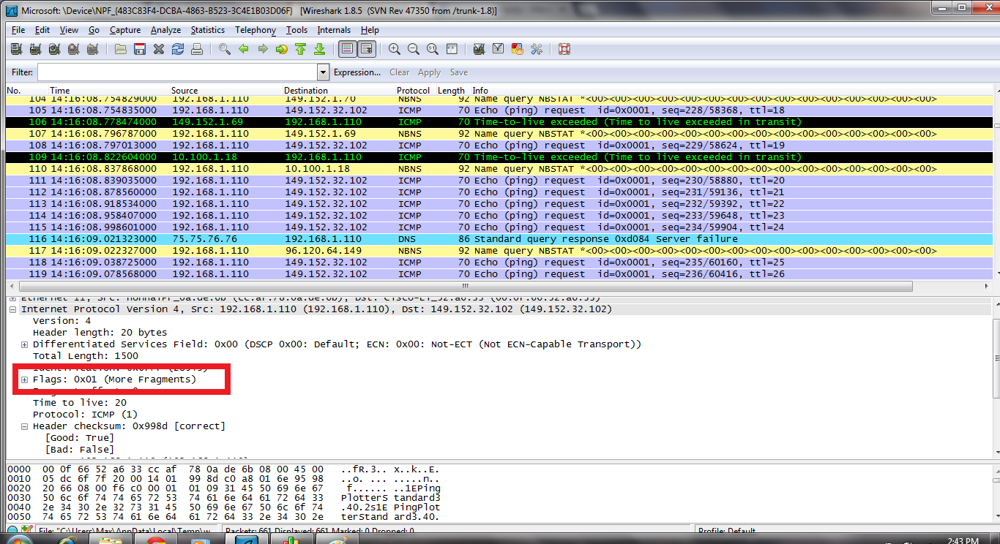 Microsoft: \Device\NPF_{483C83F4-DCBA-4863-B523-3C4E1B03D06F} [Wireshark 1.8.5 (SVN Rev 47350 from /trunk-1.8)]
File Edit View Go Capture Analyze Statistics Telephony Tools Internals Help
Filter: Expression... Clear Apply Save
No. Time Source Destination Protocol Length Info
104 14:16:08.754829000 192.168.1.110 149.152.1.70 NBNS 92 Name query NBSTAT *<00><00><00><00><00><00><00><00><00><00><00><00><00><00><00>
105 14:16:08.754835000 192.168.1.110 149.152.32.102 ICMP 70 Echo (ping) request id=0x0001, seq=228/58368, ttl=18
106 14:16:08.778474000 149.152.1.69 192.168.1.110 ICMP 70 Time-to-live exceeded (Time to live exceeded in transit)
107 14:16:08.796787000 192.168.1.110 149.152.1.69 NBNS 92 Name query NBSTAT *<00><00><00><00><00><00><00><00><00><00><00><00><00><00><00>
108 14:16:08.797013000 192.168.1.110 149.152.32.102 ICMP 70 Echo (ping) request id=0x0001, seq=229/58624, ttl=19
109 14:16:08.822604000 10.100.1.18 192.168.1.110 ICMP 70 Time-to-live exceeded (Time to live exceeded in transit)
110 14:16:08.837868000 192.168.1.110 10.100.1.18 NBNS 92 Name query NBSTAT *<00><00><00><00><00><00><00><00><00><00><00><00><00><00><00>
111 14:16:08.839035000 192.168.1.110 149.152.32.102 ICMP 70 Echo (ping) request id=0x0001, seq=230/58880, ttl=20
112 14:16:08.878560000 192.168.1.110 149.152.32.102 ICMP 70 Echo (ping) request id=0x0001, seq=231/59136, ttl=21
113 14:16:08.918534000 192.168.1.110 149.152.32.102 ICMP 70 Echo (ping) request id=0x0001, seq=232/59392, ttl=22
114 14:16:08.958407000 192.168.1.110 149.152.32.102 ICMP 70 Echo (ping) request id=0x0001, seq=233/59648, ttl=23
115 14:16:08.998601000 192.168.1.110 149.152.32.102 ICMP 70 Echo (ping) request id=0x0001, seq=234/59904, ttl=24
116 14:16:09.021323000 75.75.76.76 192.168.1.110 DNS 86 Standard query response 0xd084 Server failure
117 14:16:09.022327000 192.168.1.110 96.120.64.149 NBNS 92 Name query NBSTAT *<00><00><00><00><00><00><00><00><00><00><00><00><00><00><00>
118 14:16:09.038725000 192.168.1.110 149.152.32.102 ICMP 70 Echo (ping) request id=0x0001, seq=235/60160, ttl=25
119 14:16:09.078568000 192.168.1.110 149.152.32.102 ICMP 70 Echo (ping) request id=0x0001, seq=236/60416, ttl=26
Internet Protocol Version 4, Src: 192.168.1.110 (192.168.1.110), Dst: 149.152.32.102 (149.152.32.102)
Version: 4
Header length: 20 bytes
Differentiated Services Field: 0x00 (DSCP 0x00: Default; ECN: 0x00: Not-ECT (Not ECN-Capable Transport))
Total Length: 1500
Flags: 0x01 (More Fragments)
Time to live: 20
Protocol: ICMP (1)
Header checksum: 0x998d [correct]
[Good: True]
[Bad: False]
0000 00 0f 66 52 a6 33 cc af 78 0a de 6b 08 00 45 00 ..fR.3.. x..k..E.
0010 05 dc 6f 7f 20 00 14 01 99 8d c0 a8 01 6e 95 98 ..o. ... .....n..
0020 20 66 08 00 f6 c0 00 01 01 09 31 45 50 69 6e 67 f...... ..1EPing
0030 50 6c 6f 74 74 65 72 53 74 61 6e 64 61 72 64 33 PlotterS tandard3
0040 2e 34 30 2e 32 73 31 45 50 69 6e 67 50 6c 6f 74 .40.2s1E PingPlot
0050 74 65 72 53 74 61 6e 64 61 72 64 33 2e 34 30 2e terStand ard3.40.
File: "C:\Users\Max\AppData\Local\Temp\w Packets: 661 Displayed: 661 Marked: 0 Dropped: 0 Profile: Default
2:43 PM